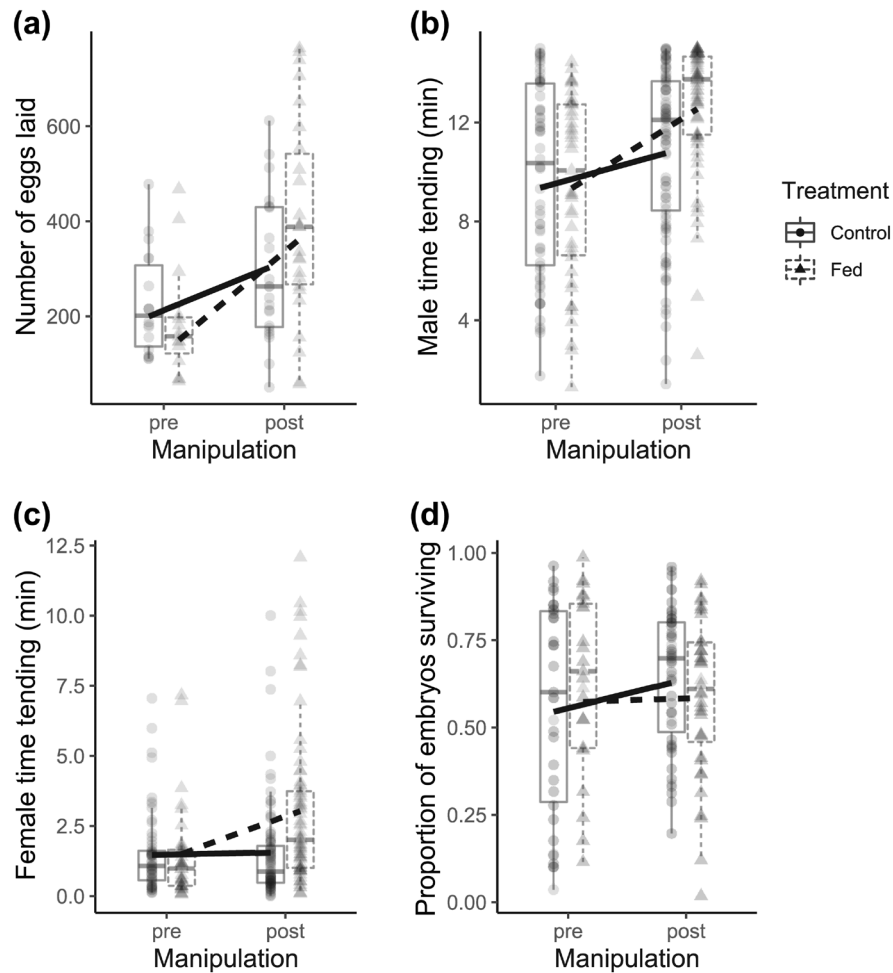 (a)
Number of eggs laid
600
400
200
pre
post
Manipulation
(b)
Male time tending (min)
12
8
4
pre
post
Manipulation
Treatment
Control
Fed
(c)
Female time tending (min)
12.5
10.0
7.5
5.0
2.5
0.0
pre
post
Manipulation
(d)
Proportion of embryos surviving
1.00
0.75
0.50
0.25
0.00
pre
post
Manipulation